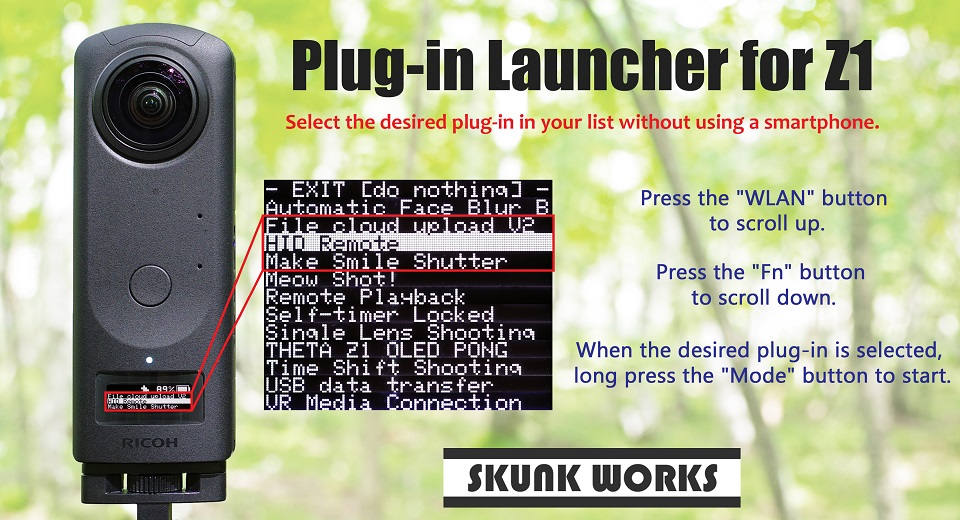 Plug-in Launcher for Z1
Select the desired plug-in in your list without using a smartphone.
- EXIT [do nothing] -
Automatic Face Blur B
File cloud upload V2
HID Remote
Make Smile Shutter
Meow Shot!
Remote Playback
Self-timer Locked
Single Lens Shooting
THETA Z1 OLED PONG
Time Shift Shooting
USB data transfer
VR Media Connection
Press the "WLAN" button
to scroll up.
Press the "Fn" button
to scroll down.
When the desired plug-in is selected,
long press the "Mode" button to start.
89%
File cloud upload V2
HID Remote
Make Smile Shutter
RICOH
SKUNK WORKS